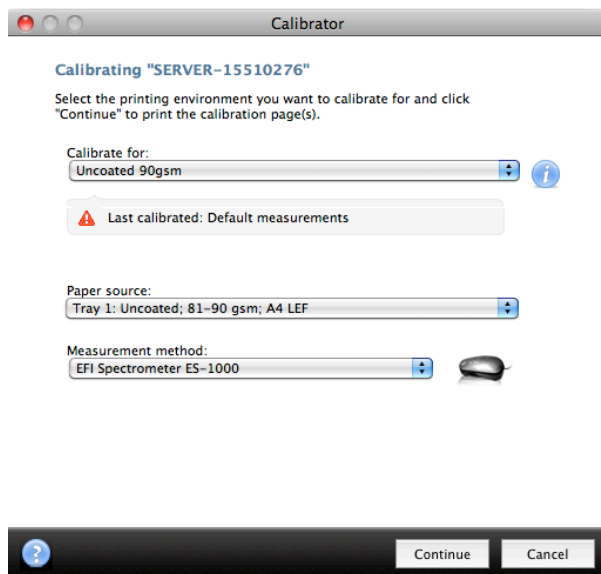 Calibrator
Calibrating "SERVER-15510276"
Select the printing environment you want to calibrate for and click
"Continue" to print the calibration page(s).
Calibrate for:
Uncoated 90gsm
i
Last calibrated: Default measurements
Paper source:
Tray 1: Uncoated; 81-90 gsm; A4 LEF
Measurement method:
EFI Spectrometer ES-1000
?
Continue
Cancel